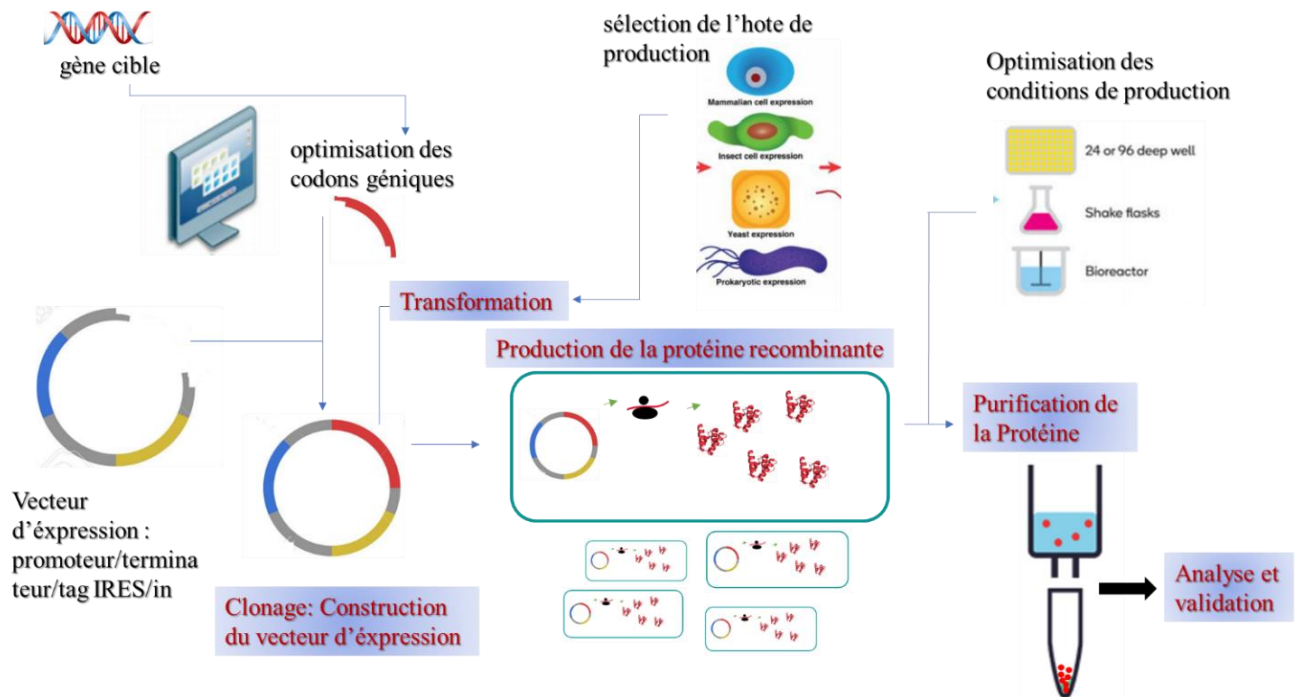 gène cible
optimisation des
codons géniques
sélection de l’hote de
production
Mammalian cell expression
Insect cell expression
Yeast expression
Prokaryotic expression
Optimisation des
conditions de production
24 or 96 deep well
Shake flasks
Bioreactor
Transformation
Production de la protéine recombinante
Purification de
la Protéine
Vecteur
d’éxpression :
promoteur/termina
teur/tag IRES/in
Clonage: Construction
du vecteur d’éxpression
Analyse et
validation